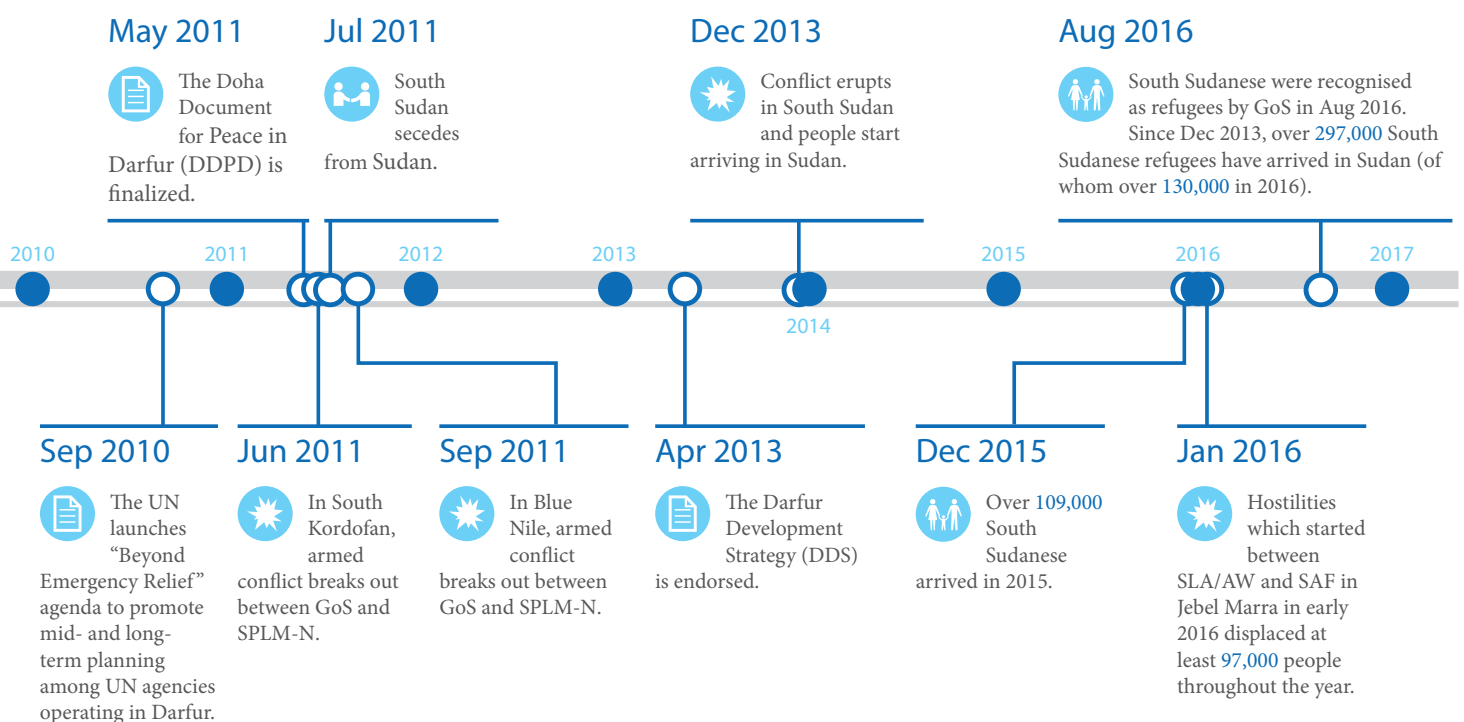 May 2011
The Doha
Document
for Peace in
Darfur (DDPD) is
finalized.
Jul 2011
South
Sudan
secedes
from Sudan.
Dec 2013
Conflict erupts
in South Sudan
and people start
arriving in Sudan.
Aug 2016
South Sudanese were recognised
as refugees by GoS in Aug 2016.
Since Dec 2013, over 297,000 South
Sudanese refugees have arrived in Sudan (of
whom over 130,000 in 2016).
2010
2011
2012
2013
2014
2015
2016
2017
Sep 2010
The UN
launches
“Beyond
Emergency Relief”
agenda to promote
mid- and long-
term planning
among UN agencies
operating in Darfur.
Jun 2011
In South
Kordofan,
armed
conflict breaks out
between GoS and
SPLM-N.
Sep 2011
In Blue
Nile, armed
conflict
breaks out between
GoS and SPLM-N.
Apr 2013
The Darfur
Development
Strategy (DDS)
is endorsed.
Dec 2015
Over 109,000
South
Sudanese
arrived in 2015.
Jan 2016
Hostilities
which started
between
SLA/AW and SAF in
Jebel Marra in early
2016 displaced at
least 97,000 people
throughout the year.